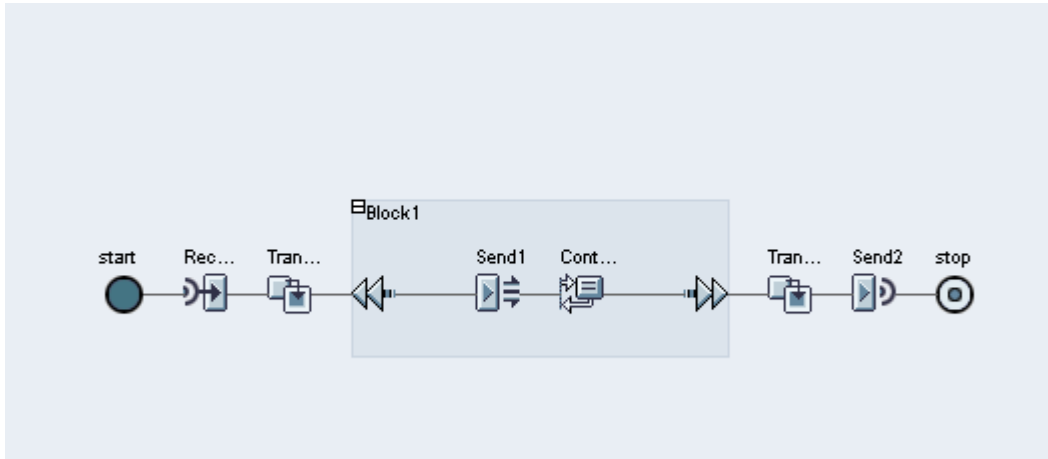 Block1
start
Rec...
Tran...
Send1
Cont...
Tran...
Send2
stop